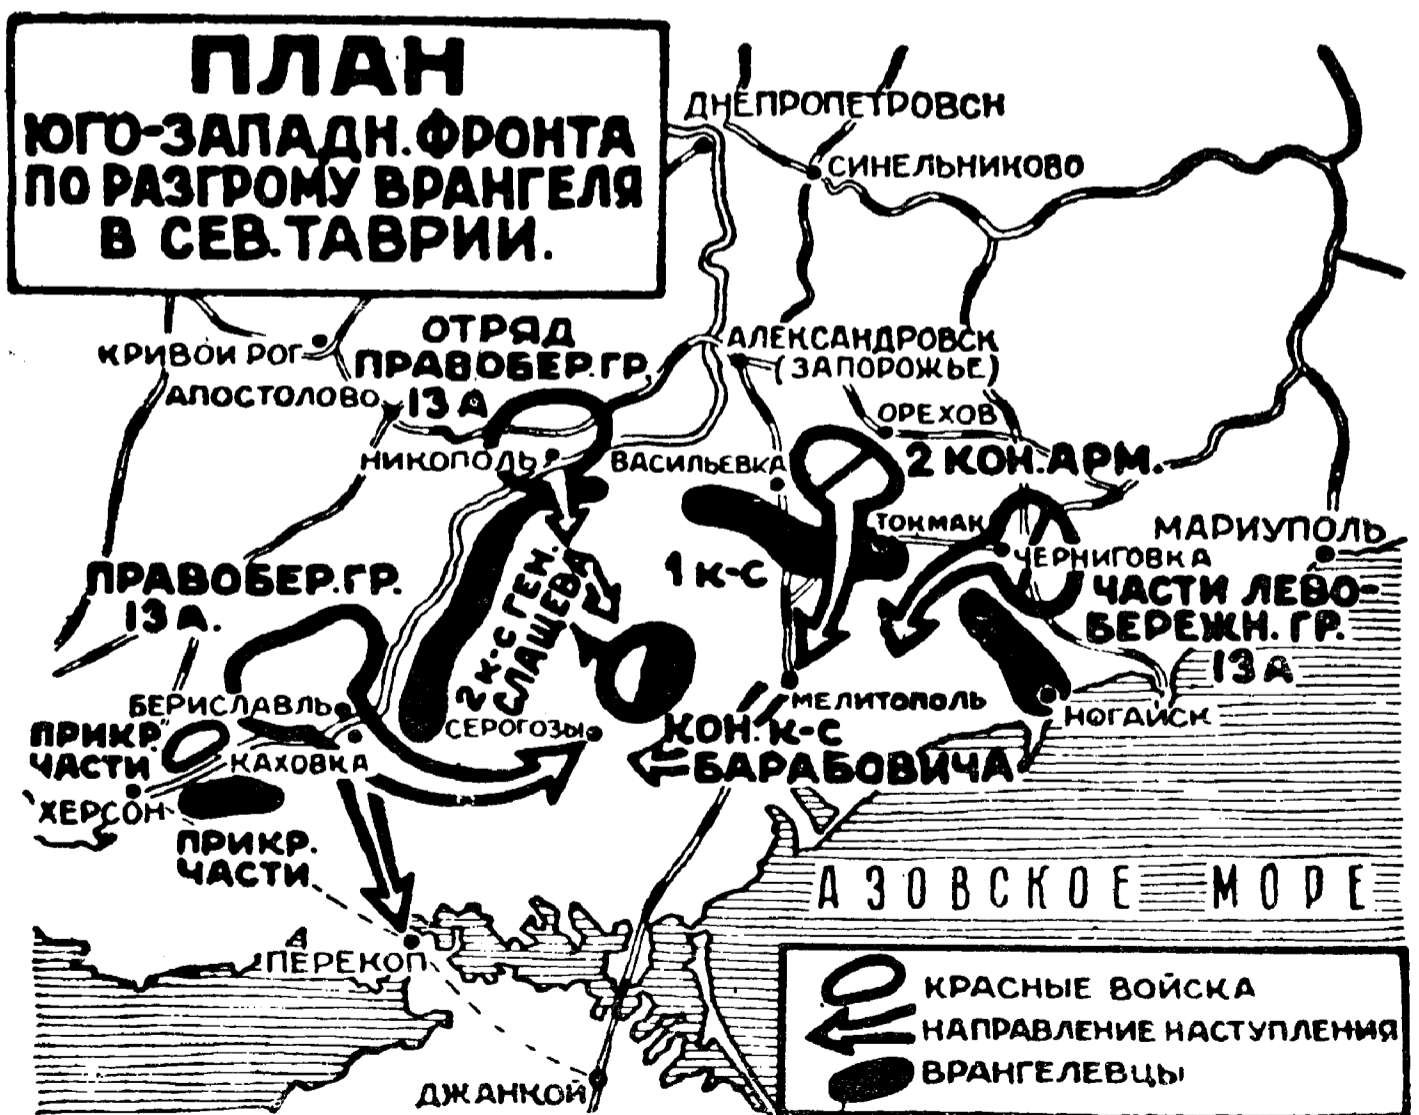 ПЛАН
ЮГО-ЗАПАДН. ФРОНТА
ПО РАЗГРОМУ ВРАНГЕЛЯ
В СЕВ. ТАВРИИ.
ДНЕПРОПЕТРОВСК
СИНЕЛЬНИКОВО
КРИВОЙ РОГ
АПОСТОЛОВО
ОТРЯД
ПРАВОБЕР. ГР.
13 А
АЛЕКСАНДРОВСК
(ЗАПОРОЖЬЕ)
ОРЕХОВ
НИКОПОЛЬ
ВАСИЛЬЕВКА
2 КОН. АРМ.
ТОКМАК
ЧЕРНИГОВКА
МАРИУПОЛЬ
1 К-С
ЧАСТИ ЛЕВО-
БЕРЕЖН. ГР.
13 А
ПРАВОБЕР. ГР.
13 А.
2 К-С ГЕН.
СЛАЩЕВА
БЕРИСЛАВЛЬ
СЕРОГОЗЫ
МЕЛИТОПОЛЬ
НОГАЙСК
ПРИКР.
ЧАСТИ
КАХОВКА
КОН. К-С
БАРАБОВИЧА
ХЕРСОН
ПРИКР.
ЧАСТИ
АЗОВСКОЕ МОРЕ
ПЕРЕКОП
ДЖАНКОЙ
КРАСНЫЕ ВОЙСКА
НАПРАВЛЕНИЕ НАСТУПЛЕНИЯ
ВРАНГЕЛЕВЦЫ